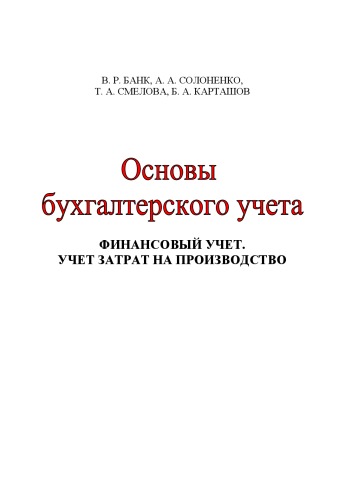 В. Р. БАНК, А. А. СОЛОНЕНКО,
Т. А. СМЕЛОВА, Б. А. КАРТАШОВ
Основы
бухгалтерского учета
ФИНАНСОВЫЙ УЧЕТ.
УЧЕТ ЗАТРАТ НА ПРОИЗВОДСТВО